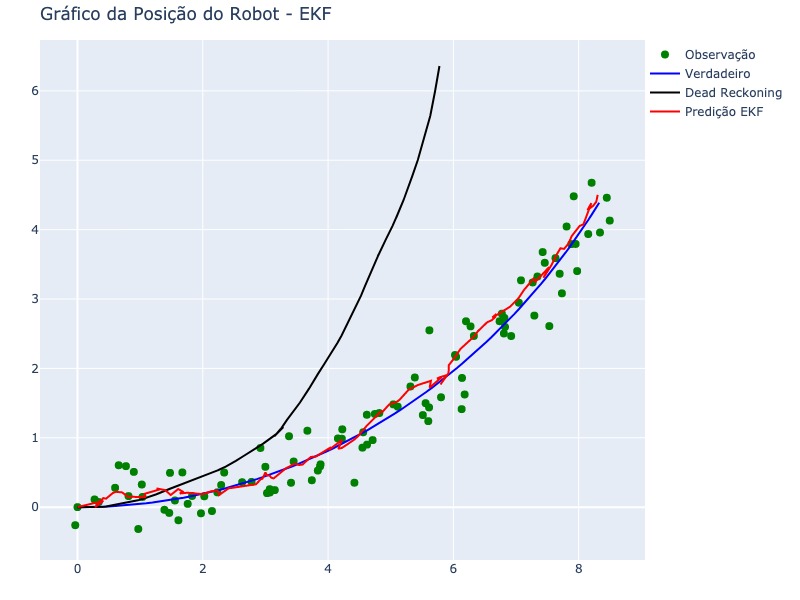 Gráfico da Posição do Robot - EKF
Observação
Verdadeiro
Dead Reckoning
Predição EKF
6
5
4
3
2
1
0
0 2 4 6 8